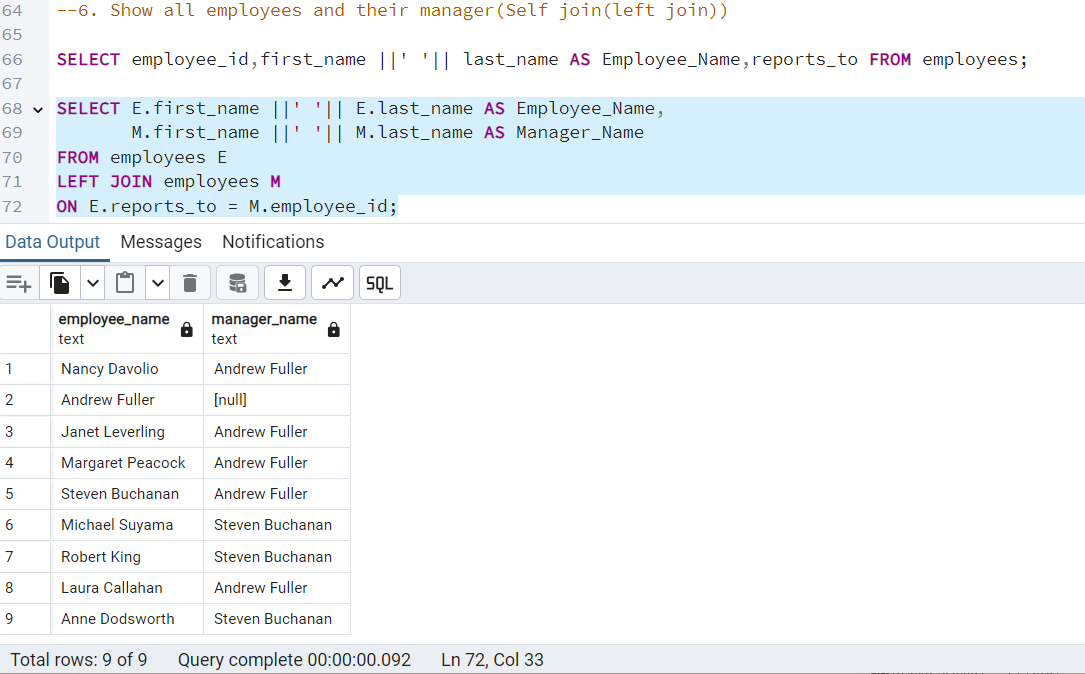 64 --6. Show all employees and their manager(Self join(left join))
65
66 SELECT employee_id,first_name ||' '|| last_name AS Employee_Name,reports_to FROM employees;
67
68 SELECT E.first_name ||' '|| E.last_name AS Employee_Name,
69 M.first_name ||' '|| M.last_name AS Manager_Name
70 FROM employees E
71 LEFT JOIN employees M
72 ON E.reports_to = M.employee_id;
Data Output Messages Notifications
SQL
employee_name manager_name
text text
1 Nancy Davolio Andrew Fuller
2 Andrew Fuller [null]
3 Janet Leverling Andrew Fuller
4 Margaret Peacock Andrew Fuller
5 Steven Buchanan Andrew Fuller
6 Michael Suyama Steven Buchanan
7 Robert King Steven Buchanan
8 Laura Callahan Andrew Fuller
9 Anne Dodsworth Steven Buchanan
Total rows: 9 of 9 Query complete 00:00:00.092 Ln 72, Col 33